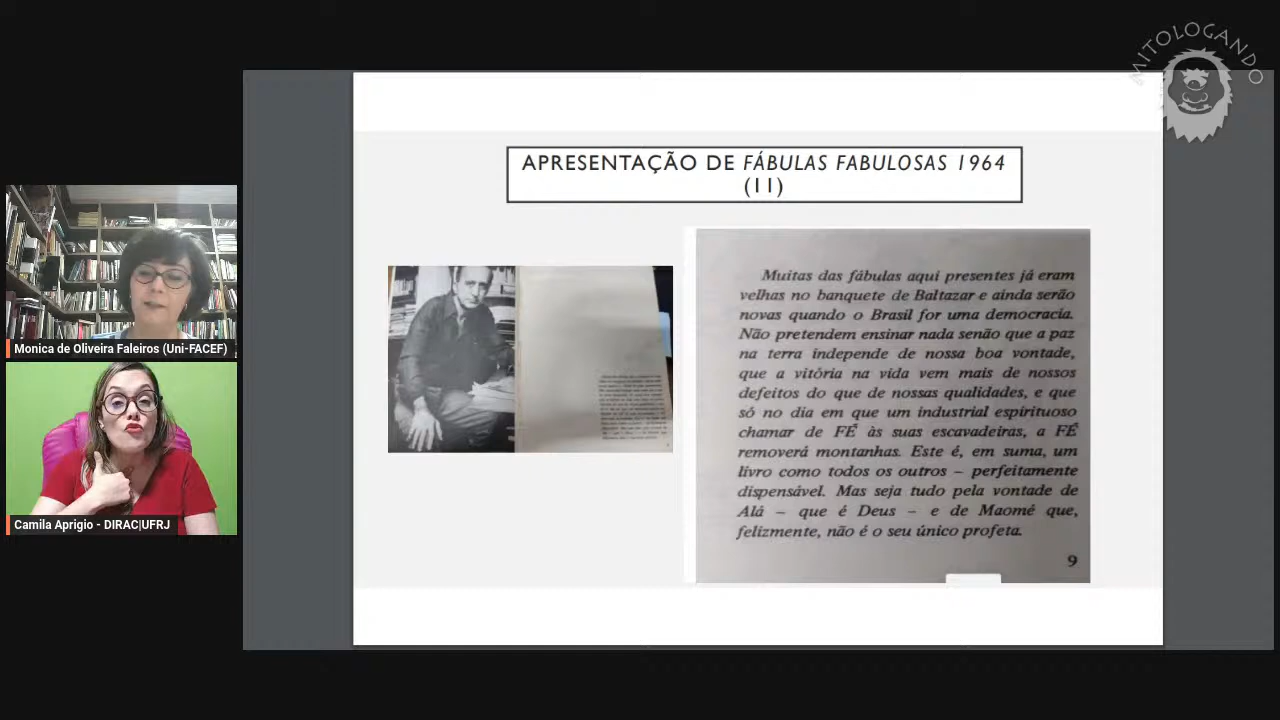 MITOLOGANDO
APRESENTAÇÃO DE FÁBULAS FABULOSAS 1964
(II)
Muitas das fábulas aqui presentes já eram
velhas no banquete de Baltazar e ainda serão
novas quando o Brasil for uma democracia.
Não pretendem ensinar nada senão que a paz
na terra independe de nossa boa vontade,
que a vitória na vida vem mais de nossos
defeitos do que de nossas qualidades, e que
só no dia em que um industrial espirituoso
chamar de FÉ às suas escavadeiras, a FÉ
removerá montanhas. Este é, em suma, um
livro como todos os outros – perfeitamente
dispensável. Mas seja tudo pela vontade de
Alá – que é Deus – e de Maomé que,
felizmente, não é o seu único profeta.
9
Monica de Oliveira Faleiros (Uni-FACEF)
Camila Aprigio - DIRAC|UFRJ